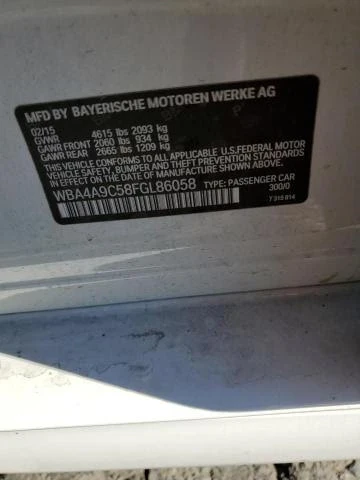 MFD BY BAYERISCHE MOTOREN WERKE AG
02/15
GVWR 4615 lbs 2093 kg
GAWR FRONT 2060 lbs 934 kg
GAWR REAR 2665 lbs 1209 kg
THIS VEHICLE CONFORMS TO ALL APPLICABLE U.S.FEDERAL MOTOR
VEHICLE SAFETY, BUMPER, AND THEFT PREVENTION STANDARDS
IN EFFECT ON THE DATE OF MANUFACTURE SHOWN ABOVE.
WBA4A9C58FGL86058 TYPE: PASSENGER CAR
300/0
7 315 814